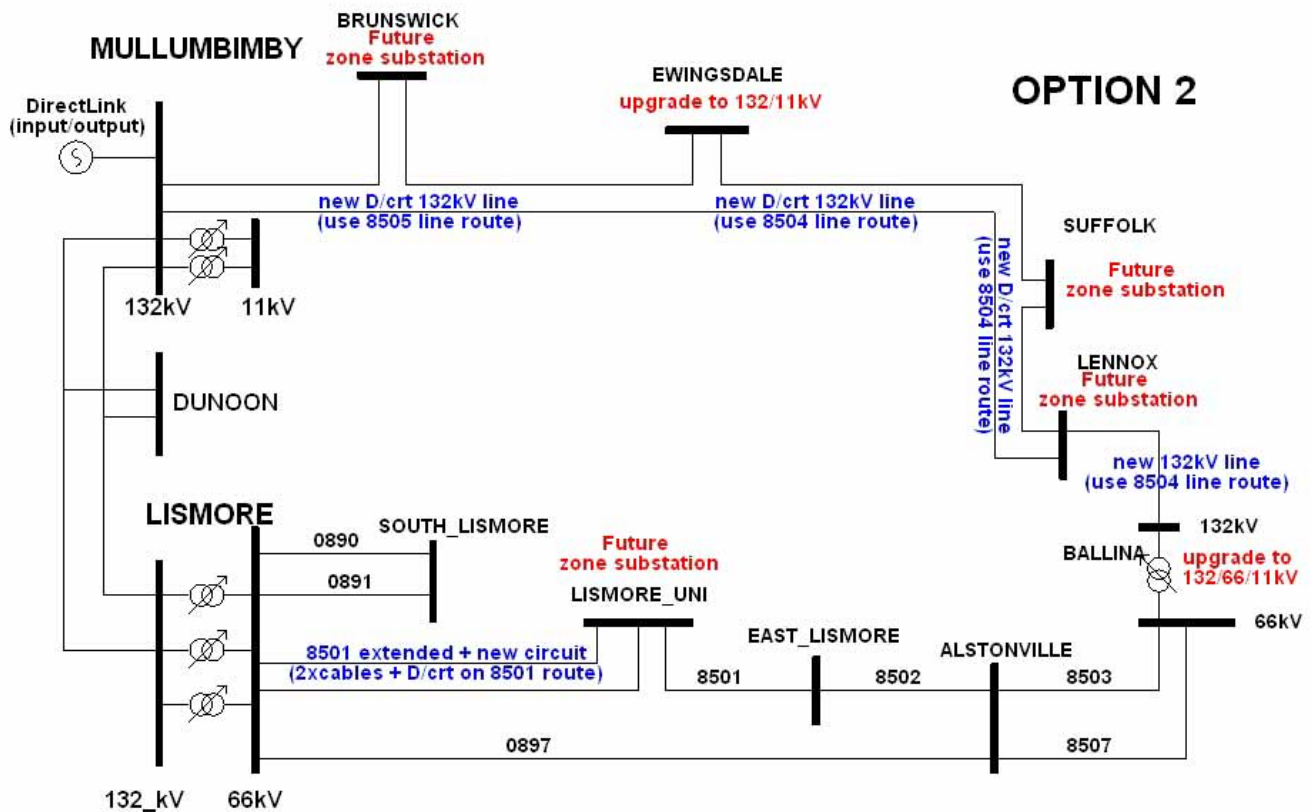 BRUNSWICK
Future
zone substation
MULLUMBIMBY
EWINGSDALE
upgrade to 132/11kV
OPTION 2
DirectLink
(input/output)
new D/crt 132kV line
(use 8505 line route)
new D/crt 132kV line
(use 8504 line route)
SUFFOLK
Future
zone substation
new D/crt 132kV line
(use 8504 line route)
132kV
11kV
DUNOON
LENNOX
Future
zone substation
new 132kV line
(use 8504 line route)
LISMORE
0890
0891
SOUTH_LISMORE
Future
zone substation
LISMORE_UNI
132kV
BALLINA
upgrade to
132/66/11kV
66kV
8501 extended + new circuit
(2xcables + D/crt on 8501 route)
EAST_LISMORE
ALSTONVILLE
8501
8502
8503
0897
8507
132_kV
66kV